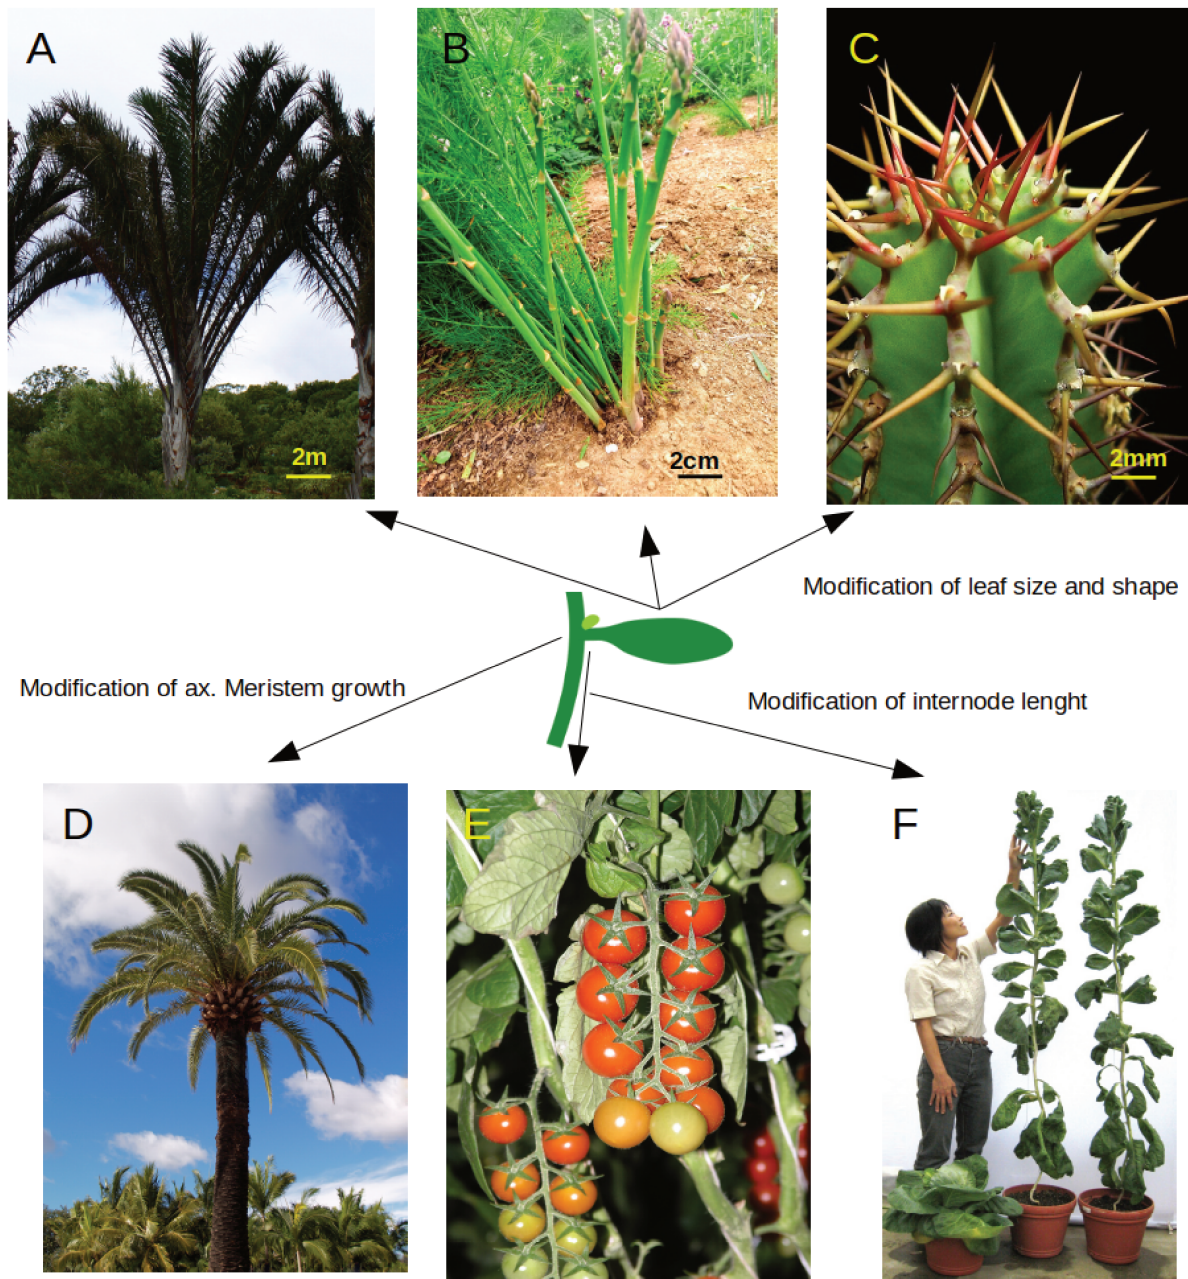 A
B
C
2m
2cm
2mm
Modification of leaf size and shape
Modification of ax. Meristem growth
Modification of internode lenght
D
E
F